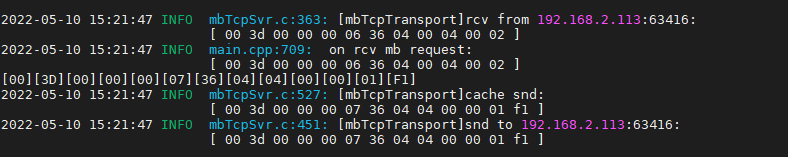 2022-05-10 15:21:47 INFO mbTcpSvr.c:363: [mbTcpTransport]rcv from 192.168.2.113:63416:
[ 00 3d 00 00 00 06 36 04 00 04 00 02 ]
2022-05-10 15:21:47 INFO main.cpp:709: on rcv mb request:
[ 00 3d 00 00 00 06 36 04 00 04 00 02 ]
[00][3D][00][00][00][07][36][04][04][00][00][01][F1]
2022-05-10 15:21:47 INFO mbTcpSvr.c:527: [mbTcpTransport]cache snd:
[ 00 3d 00 00 00 07 36 04 04 00 00 01 f1 ]
2022-05-10 15:21:47 INFO mbTcpSvr.c:451: [mbTcpTransport]snd to 192.168.2.113:63416:
[ 00 3d 00 00 00 07 36 04 04 00 00 01 f1 ]